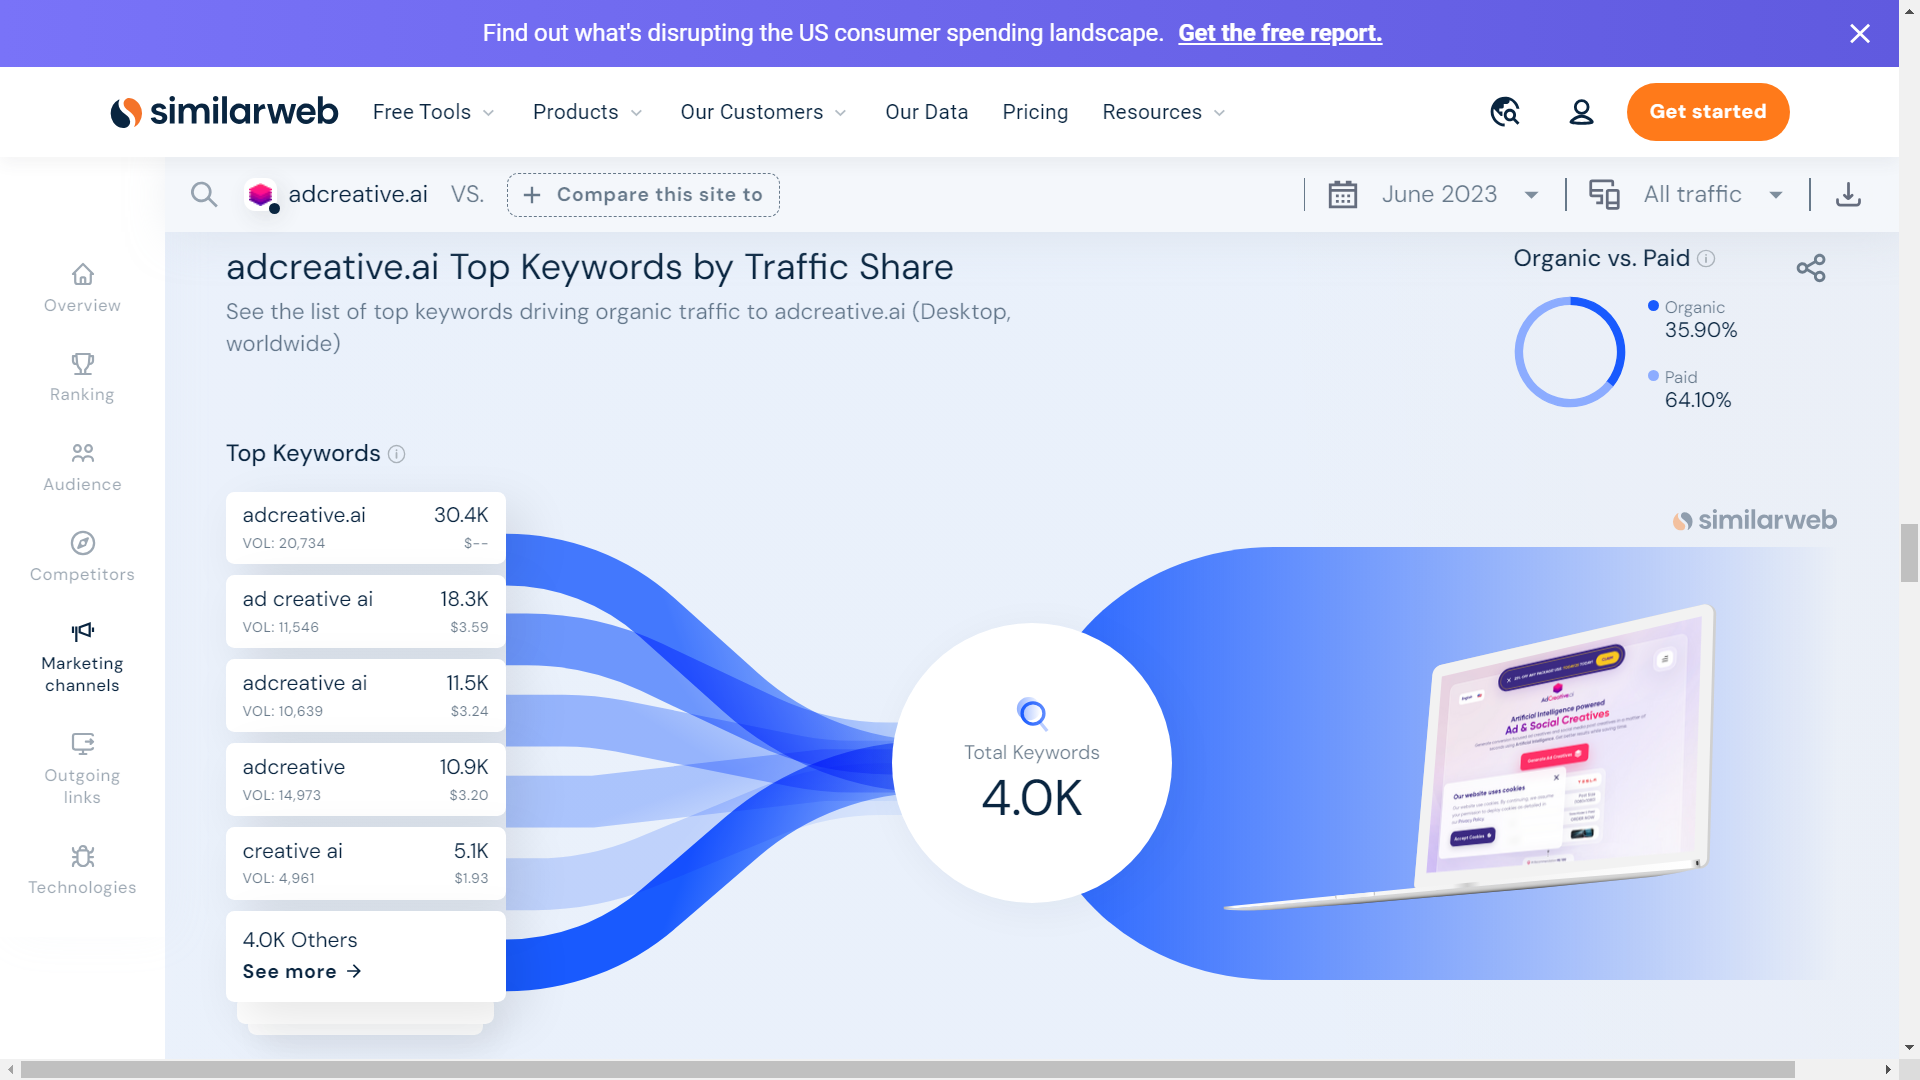 Find out what's disrupting the US consumer spending landscape. Get the free report.
similarweb Free Tools Products Our Customers Our Data Pricing Resources Get started
adcreative.ai VS. + Compare this site to June 2023 All traffic
Overview
Ranking
Audience
Competitors
Marketing
channels
Outgoing
links
Technologies
adcreative.ai Top Keywords by Traffic Share
See the list of top keywords driving organic traffic to adcreative.ai (Desktop,
worldwide)
Organic vs. Paid
Organic
35.90%
Paid
64.10%
Top Keywords
adcreative.ai 30.4K
VOL: 20,734 $--
ad creative ai 18.3K
VOL: 11,546 $3.59
adcreative ai 11.5K
VOL: 10,639 $3.24
adcreative 10.9K
VOL: 14,973 $3.20
creative ai 5.1K
VOL: 4,961 $1.93
4.0K Others
See more →
Total Keywords
4.0K
similarweb
AdCreative.ai
Artificial Intelligence powered
Ad & Social Creatives
Our website uses cookies
Accept Cookies